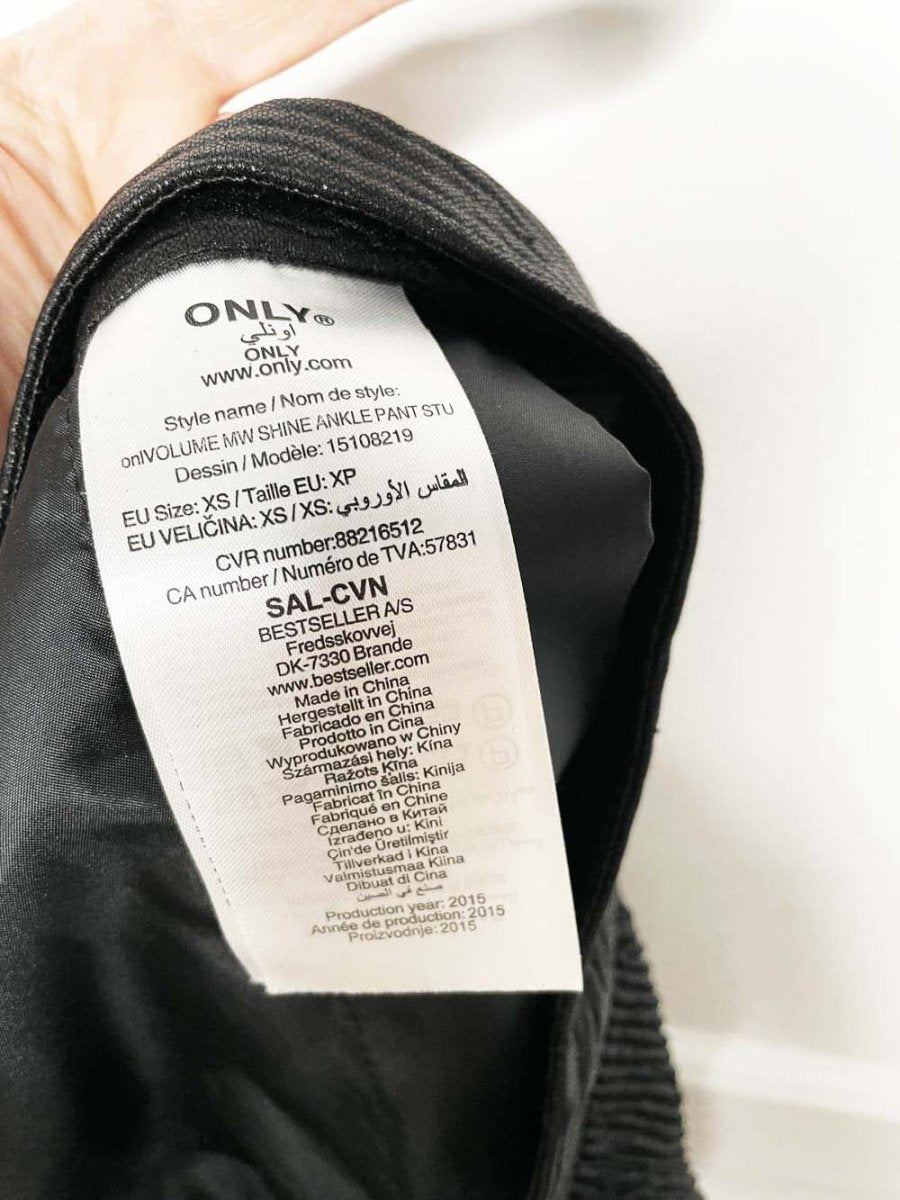 ONLY®
اونلي
ONLY
www.only.com
Style name / Nom de style:
onlVOLUME MW SHINE ANKLE PANT STU
Dessin / Modèle: 15108219
EU Size: XS / Taille EU: XP
EU VELIČINA: XS / XS: المقاس الأوروبي
CVR number:88216512
CA number / Numéro de TVA:57831
SAL-CVN
BESTSELLER A/S
Fredsskovvej
DK-7330 Brande
www.bestseller.com
Made in China
Hergestellt in China
Fabricado en China
Prodotto in Cina
Wyprodukowano w Chiny
Származási hely: Kína
Ražots Ķīna
Pagaminimo šalis: Kinija
Fabricat în China
Fabriqué en Chine
Сделано в Китай
Izrađeno u: Kini
Çin'de Üretilmiştir
Tillverkad i Kina
Valmistusmaa Kiina
Dibuat di Cina
صنع في الصين
Production year: 2015
Année de production: 2015
Proizvodnje: 2015